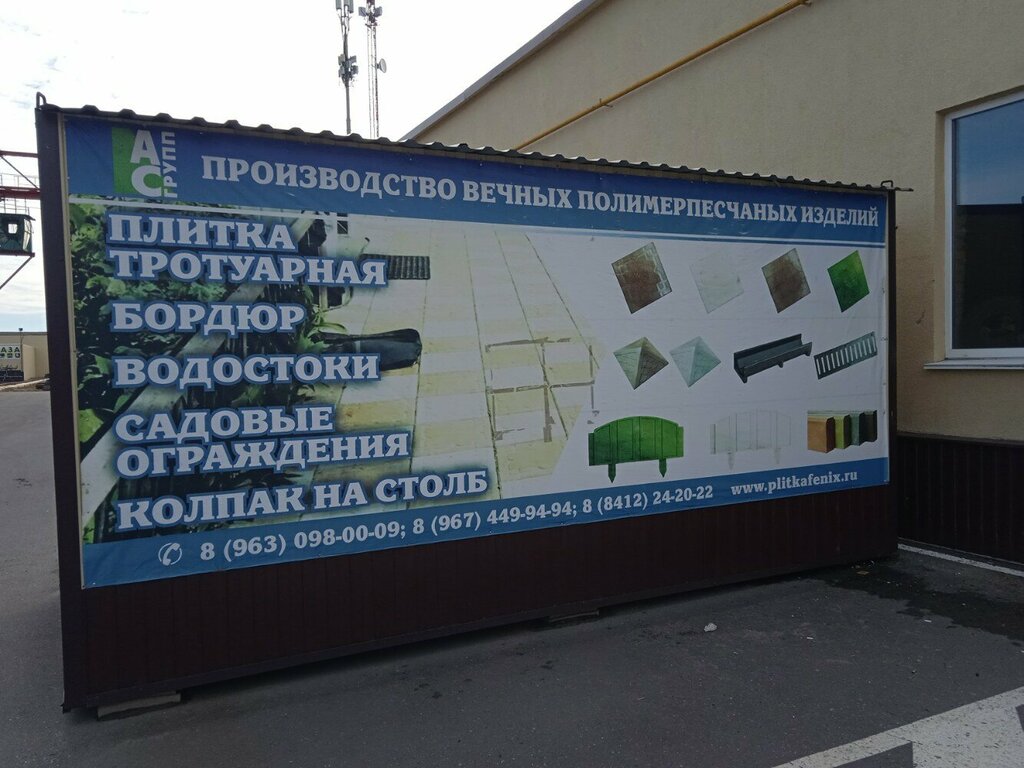 АС
ГРУПП
ПРОИЗВОДСТВО ВЕЧНЫХ ПОЛИМЕРПЕСЧАНЫХ ИЗДЕЛИЙ
ПЛИТКА
ТРОТУАРНАЯ
БОРДЮР
ВОДОСТОКИ
САДОВЫЕ
ОГРАЖДЕНИЯ
КОЛПАК НА СТОЛБ
8 (963) 098-00-09; 8 (967) 449-94-94; 8 (8412) 24-20-22 www.plitkafenix.ru